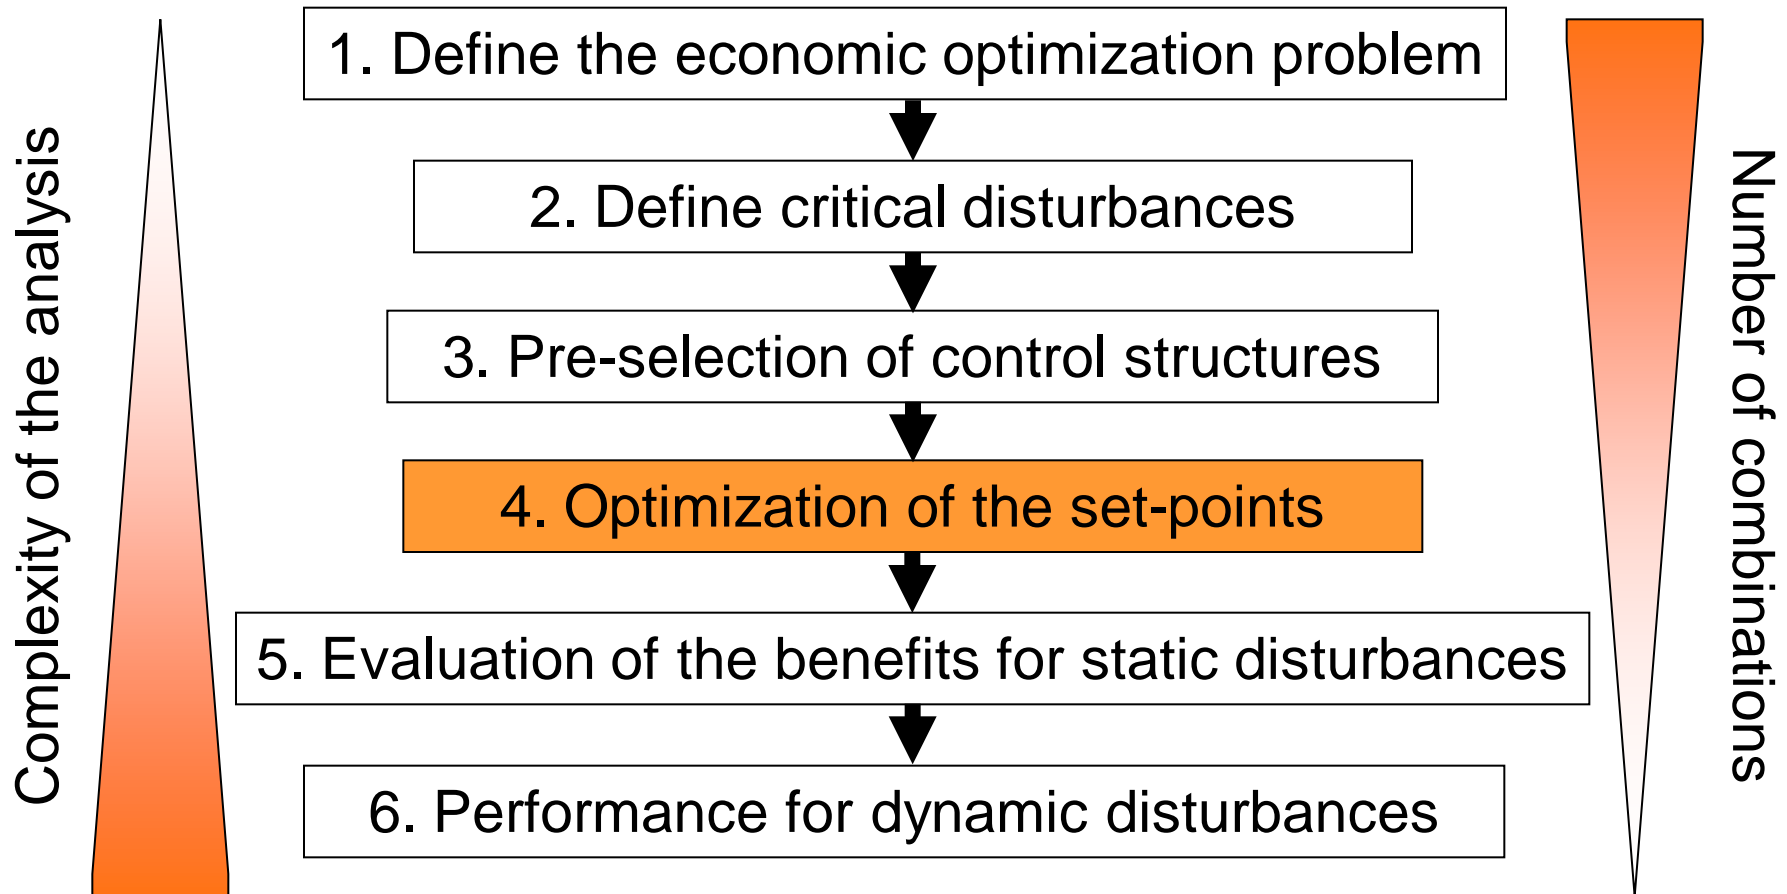 1. Define the economic optimization problem
2. Define critical disturbances
3. Pre-selection of control structures
4. Optimization of the set-points
5. Evaluation of the benefits for static disturbances
6. Performance for dynamic disturbances
Complexity of the analysis
Number of combinations